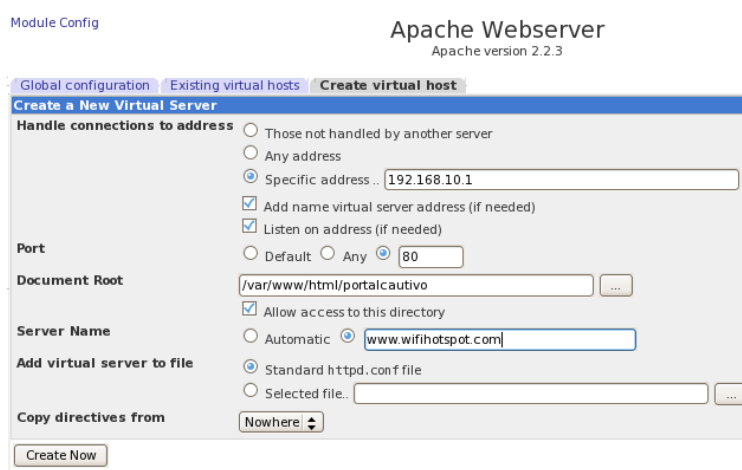 Module Config
Apache Webserver
Apache version 2.2.3
Global configuration Existing virtual hosts Create virtual host
Create a New Virtual Server
Handle connections to address
Those not handled by another server
Any address
Specific address .. 192.168.10.1
Add name virtual server address (if needed)
Listen on address (if needed)
Port Default Any 80
Document Root /var/www/html/portalcautivo ...
Allow access to this directory
Server Name Automatic www.wifihotspot.com
Add virtual server to file Standard httpd.conf file
Selected file.. ...
Copy directives from Nowhere
Create Now